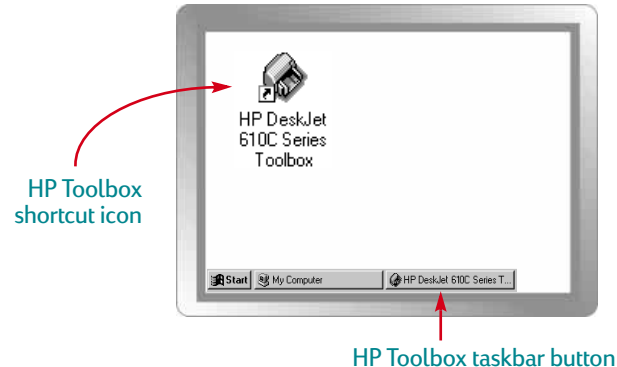 HP DeskJet
610C Series
Toolbox
HP Toolbox
shortcut icon
Start My Computer HP DeskJet 610C Series T...
HP Toolbox taskbar button